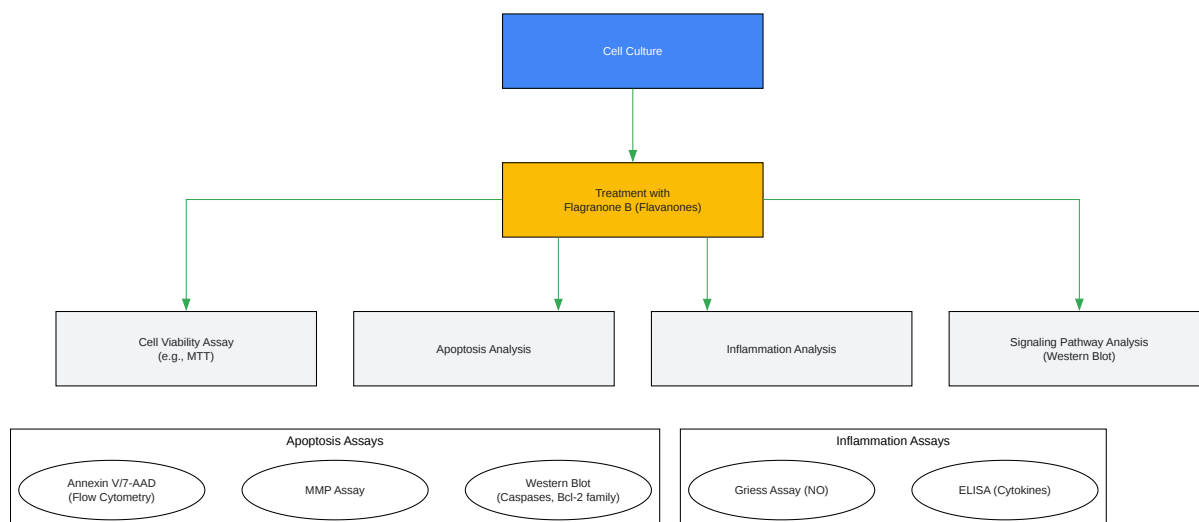 Cell Culture
Treatment with
Flagranone B (Flavanones)
Cell Viability Assay
(e.g., MTT)
Apoptosis Analysis
Inflammation Analysis
Signaling Pathway Analysis
(Western Blot)
Apoptosis Assays
Annexin V/7-AAD
(Flow Cytometry)
MMP Assay
Western Blot
(Caspases, Bcl-2 family)
Inflammation Assays
Griess Assay (NO)
ELISA (Cytokines)